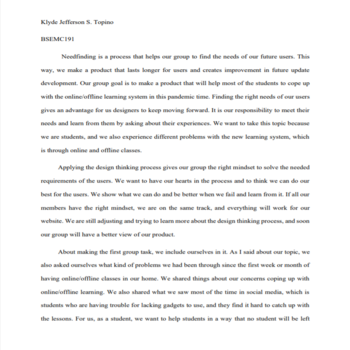 Klyde Jefferson S. Topino
BSEMC191
Needfinding is a process that helps our group to find the needs of our future users. This
way, we make a product that lasts longer for users and creates improvement in future update
development. Our group goal is to make a product that will help most of the students to cope up
with the online/offline learning system in this pandemic time. Finding the right needs of our users
gives an advantage for us designers to keep moving forward. It is our responsibility to meet their
needs and learn from them by asking about their experiences. We want to take this topic because
we are students, and we also experience different problems with the new learning system, which
is through online and offline classes.
Applying the design thinking process gives our group the right mindset to solve the needed
requirements of the users. We want to have our hearts in the process and to think we can do our
best for the users. We show what we can do and be better when we fail and learn from it. If all our
members have the right mindset, we are on the same track, and everything will work for our
website. We are still adjusting and trying to learn more about the design thinking process, and soon
our group will have a better view of our product.
About making the first group task, we include ourselves in it. As I said about our topic, we
also asked ourselves what kind of problems we had been through since the first week or month of
having online/offline classes in our home. We shared things about our concerns coping up with
online/offline learning. We also shared what we saw most of the time in social media, which is
students who are having trouble for lacking gadgets to use, and they find it hard to catch up with
the lessons. For us, as a student, we want to help students in a way that no student will be left